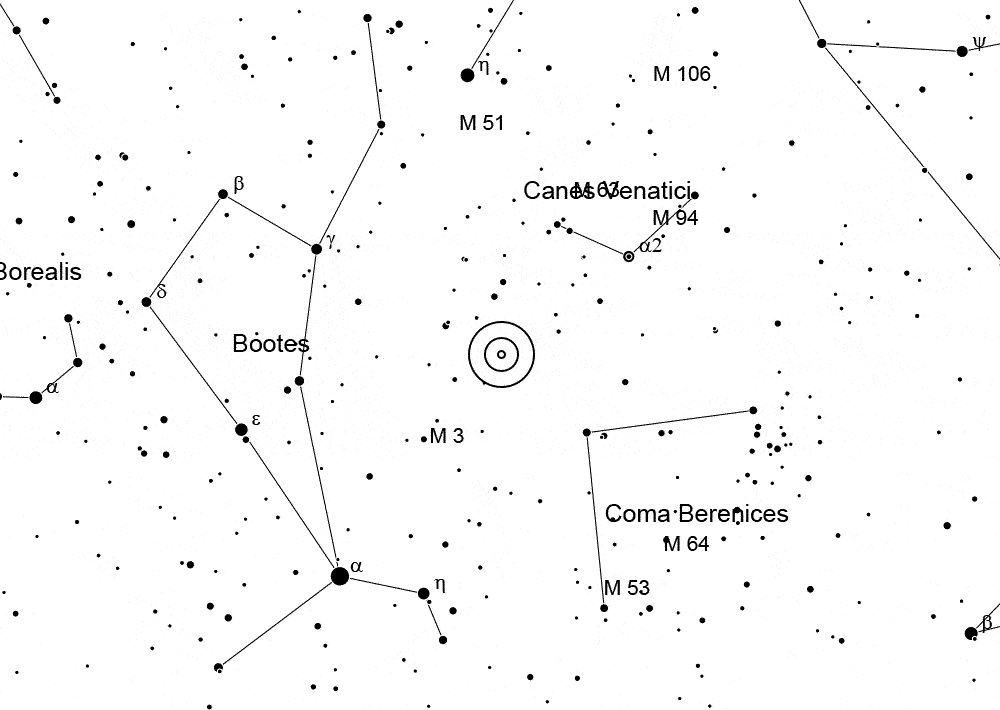 ψ
η
M 106
M 51
β
Canes Venatici
M 63
M 94
γ
α2
Borealis
δ
Bootes
α
ε
M 3
Coma Berenices
M 64
α
η
M 53
β